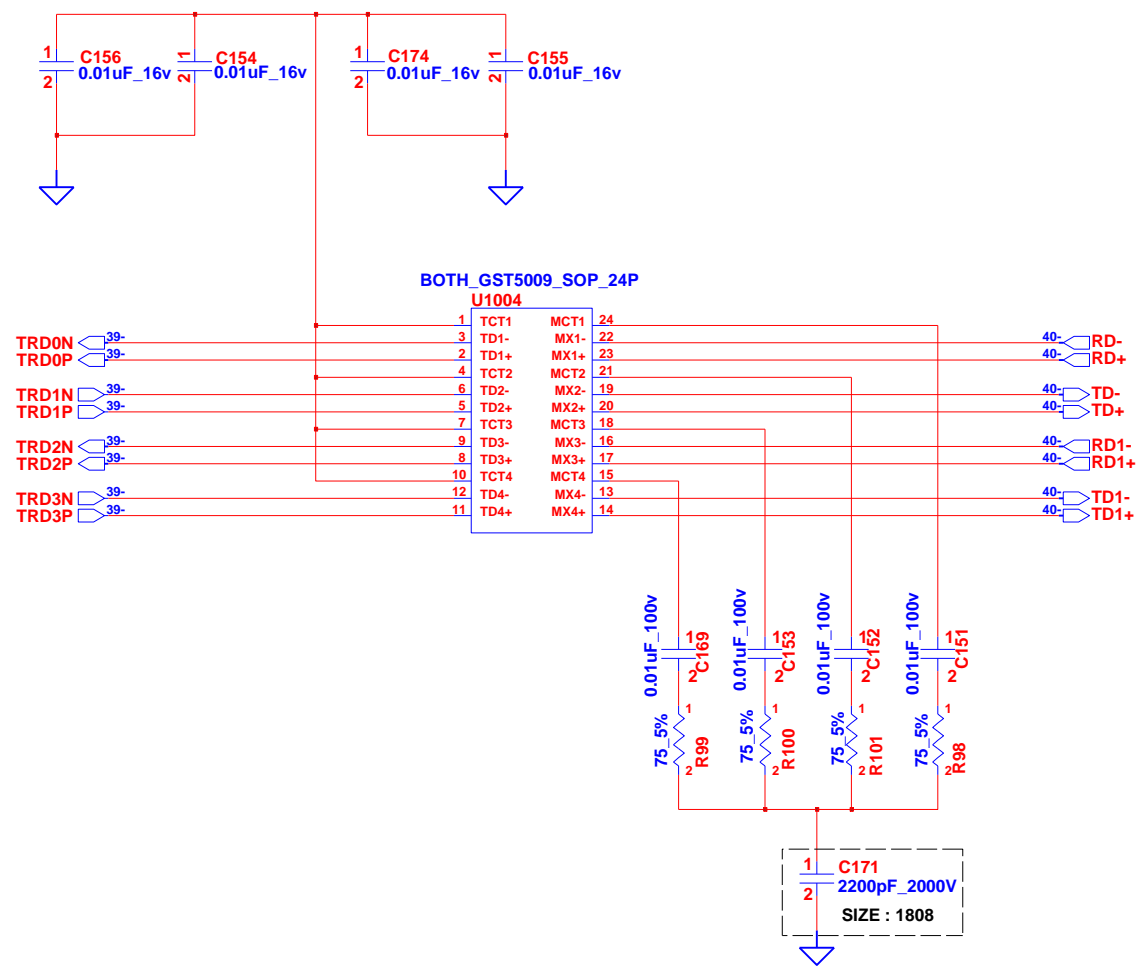 1 C156
0.01uF_16v
2
1 C154
0.01uF_16v
2
1 C174
0.01uF_16v
2
1 C155
0.01uF_16v
2
BOTH_GST5009_SOP_24P
U1004
1 TCT1 MCT1 24
TRD0N 39- 3 TD1- MX1- 22 40- RD-
TRD0P 39- 2 TD1+ MX1+ 23 40- RD+
4 TCT2 MCT2 21
TRD1N 39- 6 TD2- MX2- 19 40- TD-
TRD1P 39- 5 TD2+ MX2+ 20 40- TD+
7 TCT3 MCT3 18
TRD2N 39- 9 TD3- MX3- 16 40- RD1-
TRD2P 39- 8 TD3+ MX3+ 17 40- RD1+
10 TCT4 MCT4 15
TRD3N 39- 12 TD4- MX4- 13 40- TD1-
TRD3P 39- 11 TD4+ MX4+ 14 40- TD1+
0.01uF_100v
1
2
C169
0.01uF_100v
1
2
C153
0.01uF_100v
1
2
C152
0.01uF_100v
1
2
C151
75_5%
1
2
R99
75_5%
1
2
R100
75_5%
1
2
R101
75_5%
1
2
R98
1 C171
2200pF_2000V
2
SIZE : 1808